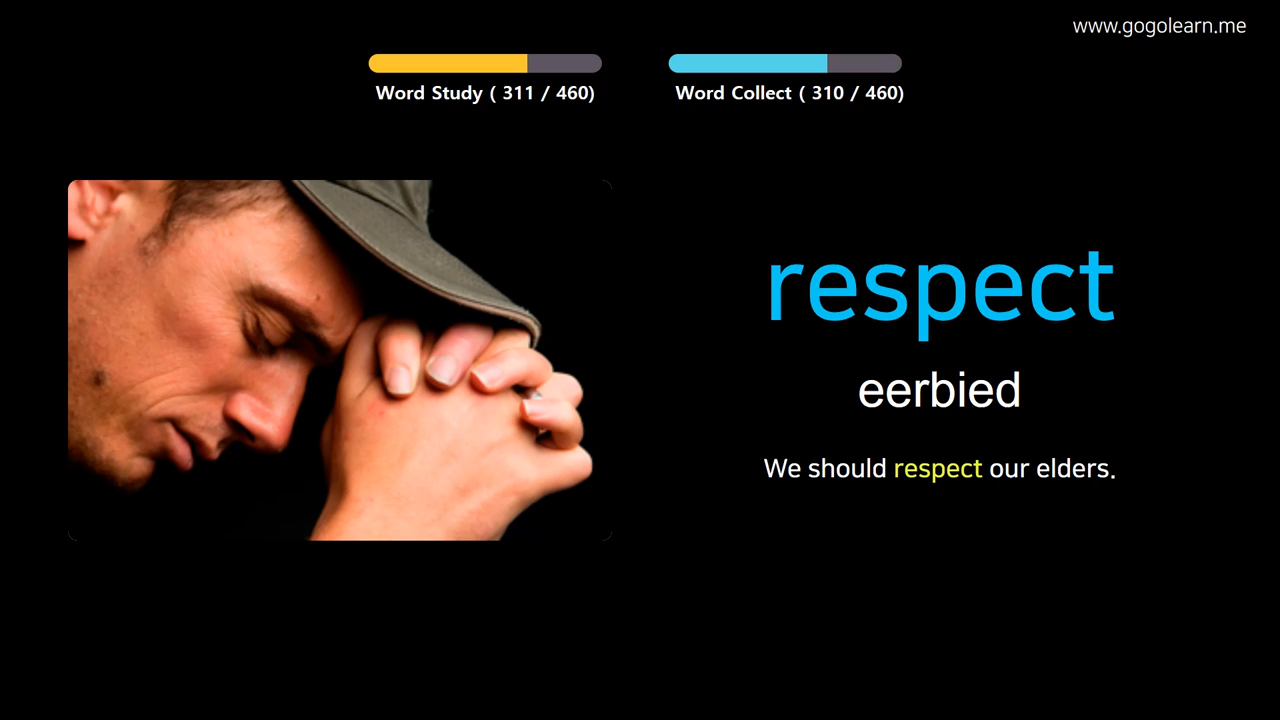 www.gogolearn.me
Word Study ( 311 / 460)
Word Collect ( 310 / 460)
respect
eerbied
We should respect our elders.